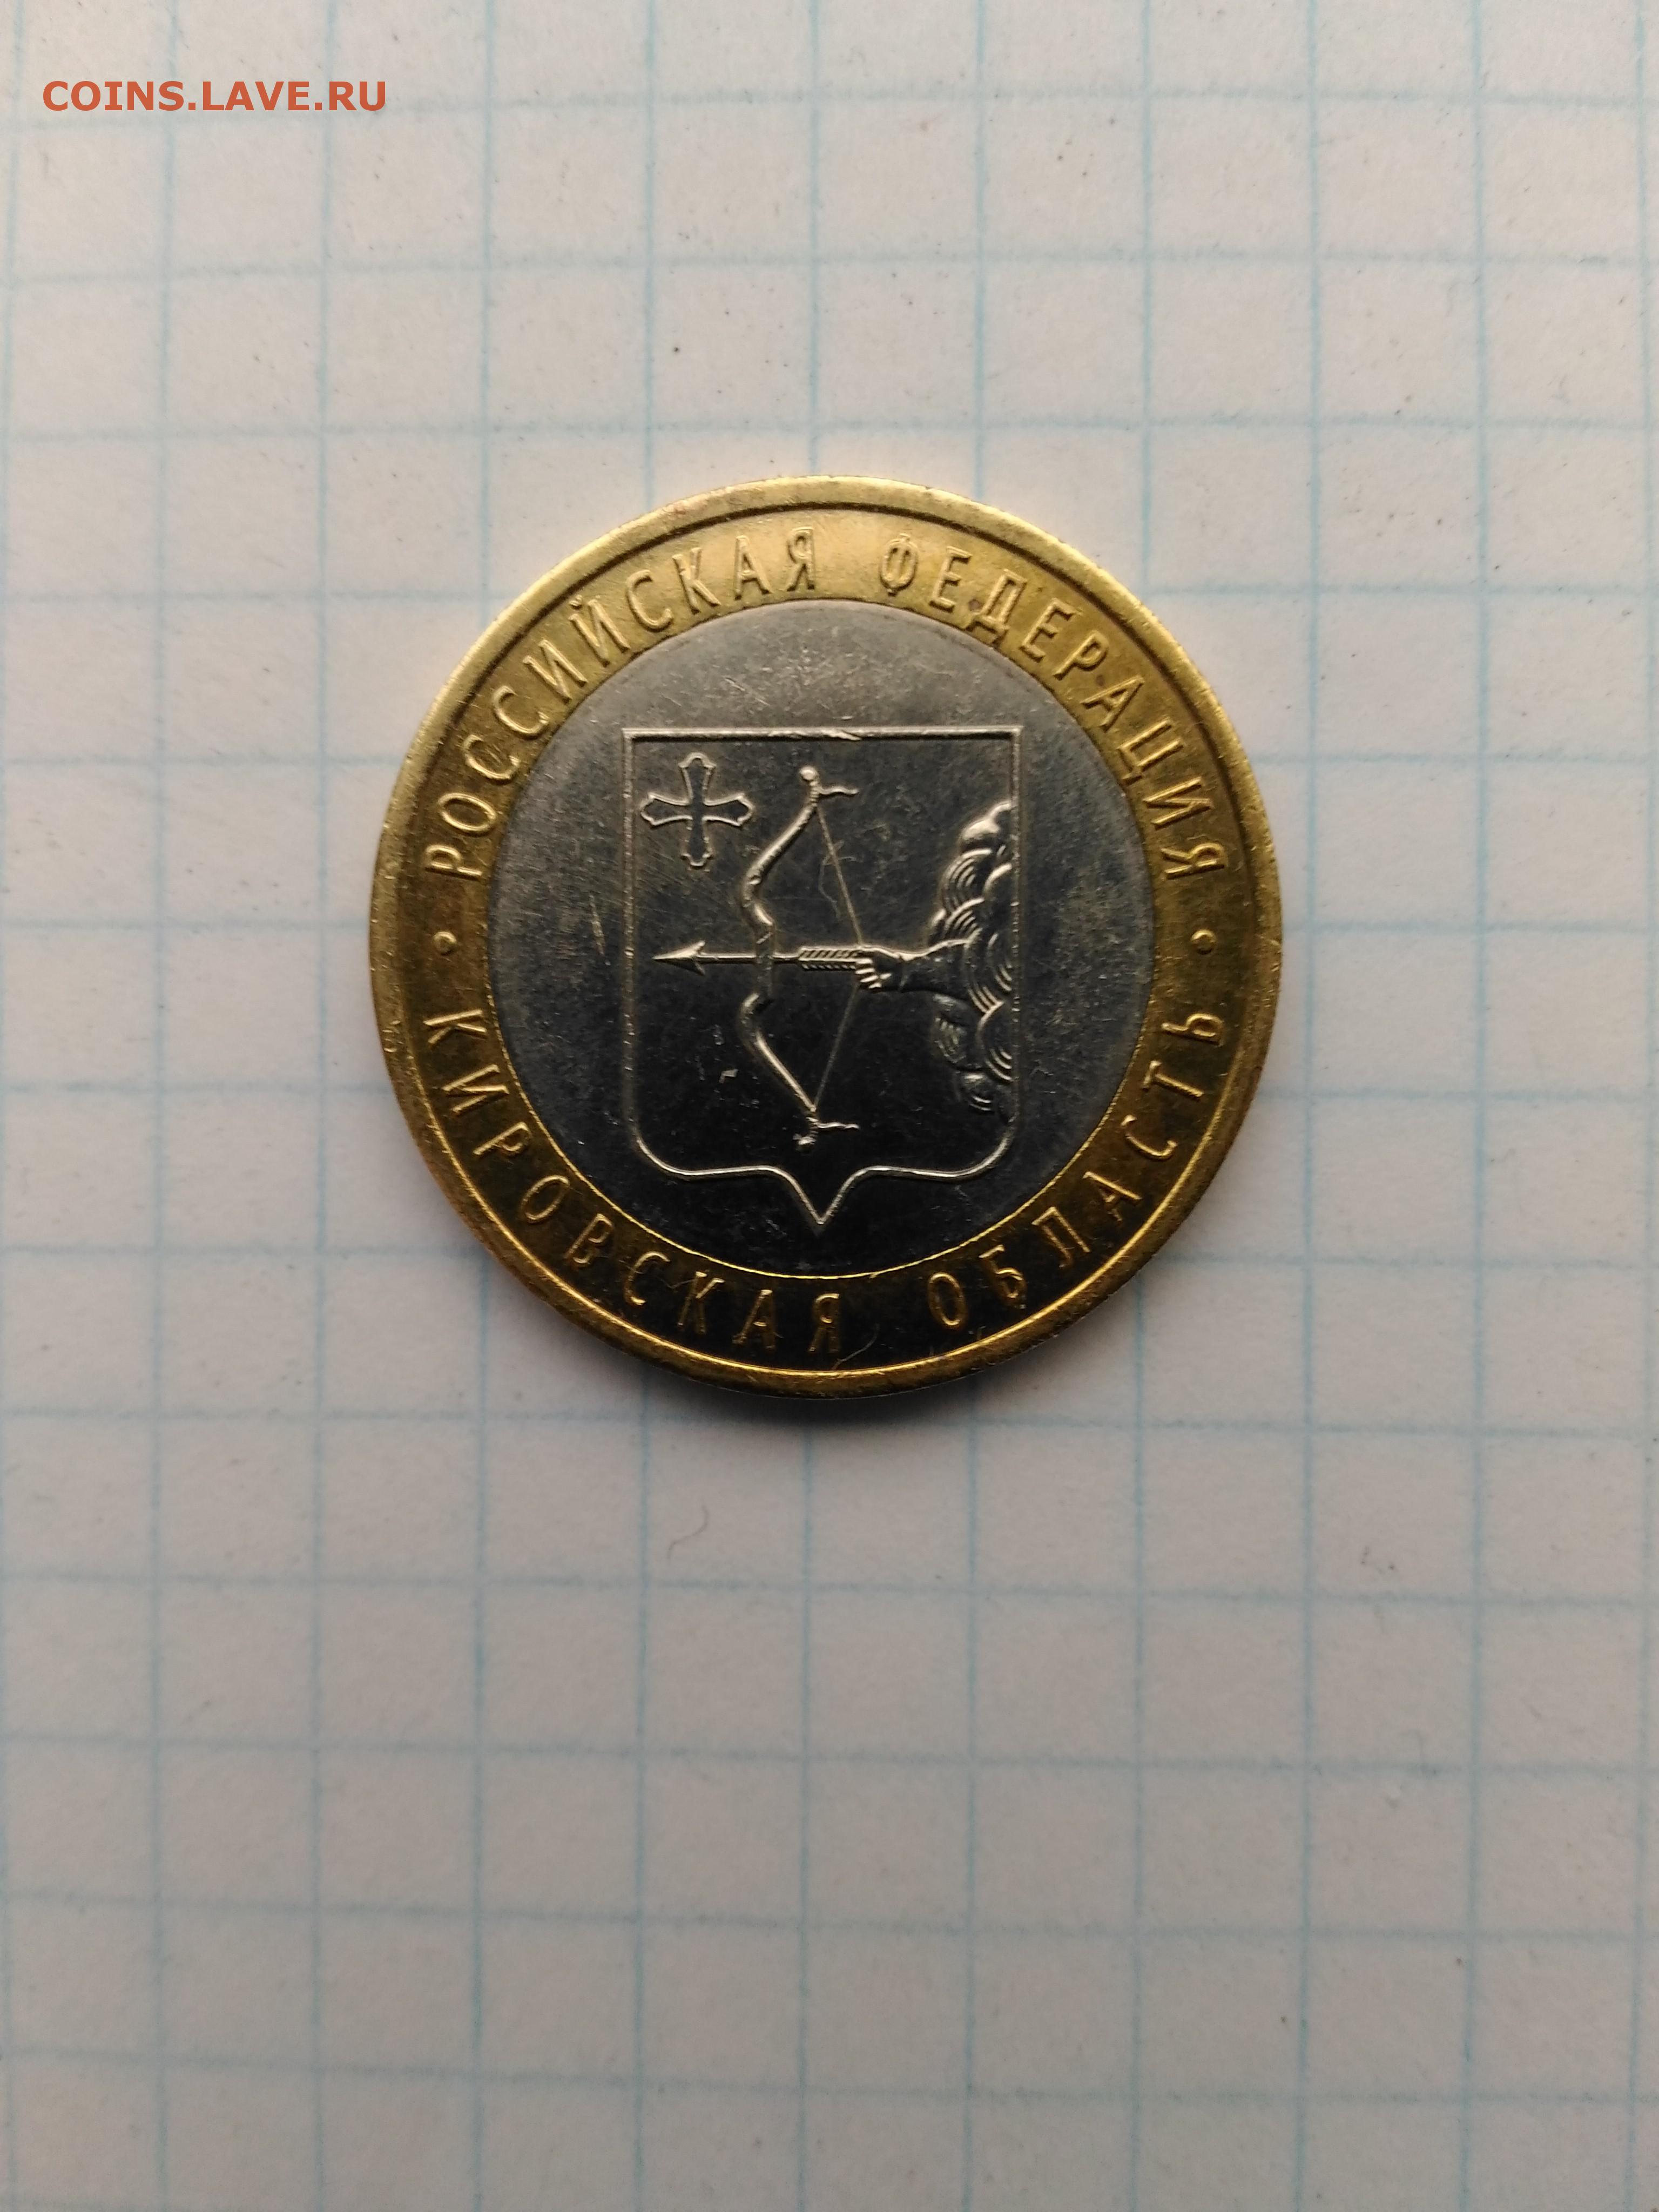 COINS.LAVE.RU
• РОССИЙСКАЯ ФЕДЕРАЦИЯ •
КИРОВСКАЯ ОБЛАСТЬ